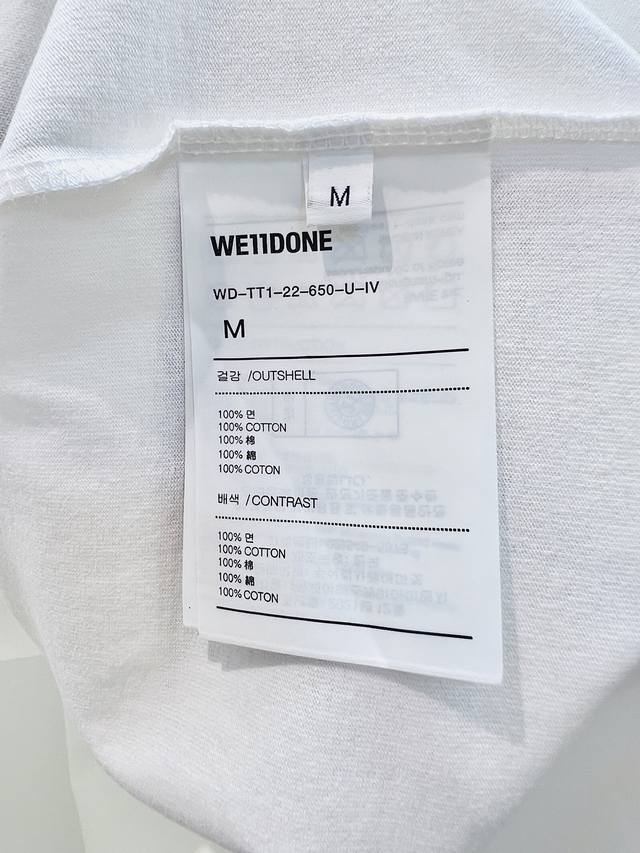 M
WE11DONE
WD-TT1-22-650-U-IV
M
걸감 /OUTSHELL
100% 면
100% COTTON
100% 棉
100% 綿
100% COTON
배색 /CONTRAST
100% 면
100% COTTON
100% 棉
100% 綿
100% COTON